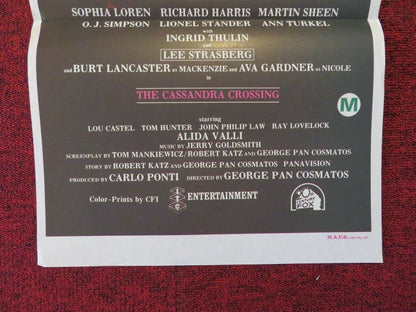 SOPHIA LOREN RICHARD HARRIS MARTIN SHEEN
O.J. SIMPSON LIONEL STANDER ANN TURKEL
with
INGRID THULIN
and
LEE STRASBERG
and BURT LANCASTER as MACKENZIE and AVA GARDNER as NICOLE
in
THE CASSANDRA CROSSING
M
starring
LOU CASTEL TOM HUNTER JOHN PHILIP LAW RAY LOVELOCK
ALIDA VALLI
MUSIC BY JERRY GOLDSMITH
SCREENPLAY BY TOM MANKIEWICZ/ROBERT KATZ and GEORGE PAN COSMATOS
STORY BY ROBERT KATZ and GEORGE PAN COSMATOS PANAVISION
PRODUCED BY CARLO PONTI DIRECTED BY GEORGE PAN COSMATOS
Color-Prints by CFI ENTERTAINMENT
FOX
M.A.P.S.